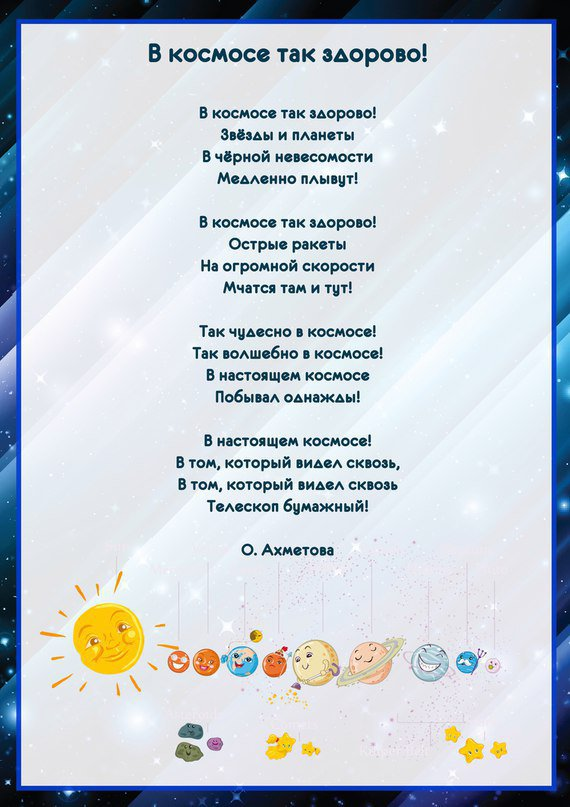 В космосе так здорово!
В космосе так здорово!
Звёзды и планеты
В чёрной невесомости
Медленно плывут!
В космосе так здорово!
Острые ракеты
На огромной скорости
Мчатся там и тут!
Так чудесно в космосе!
Так волшебно в космосе!
В настоящем космосе
Побывал однажды!
В настоящем космосе!
В том, который видел сквозь,
В том, который видел сквозь
Телескоп бумажный!
О. Ахметова